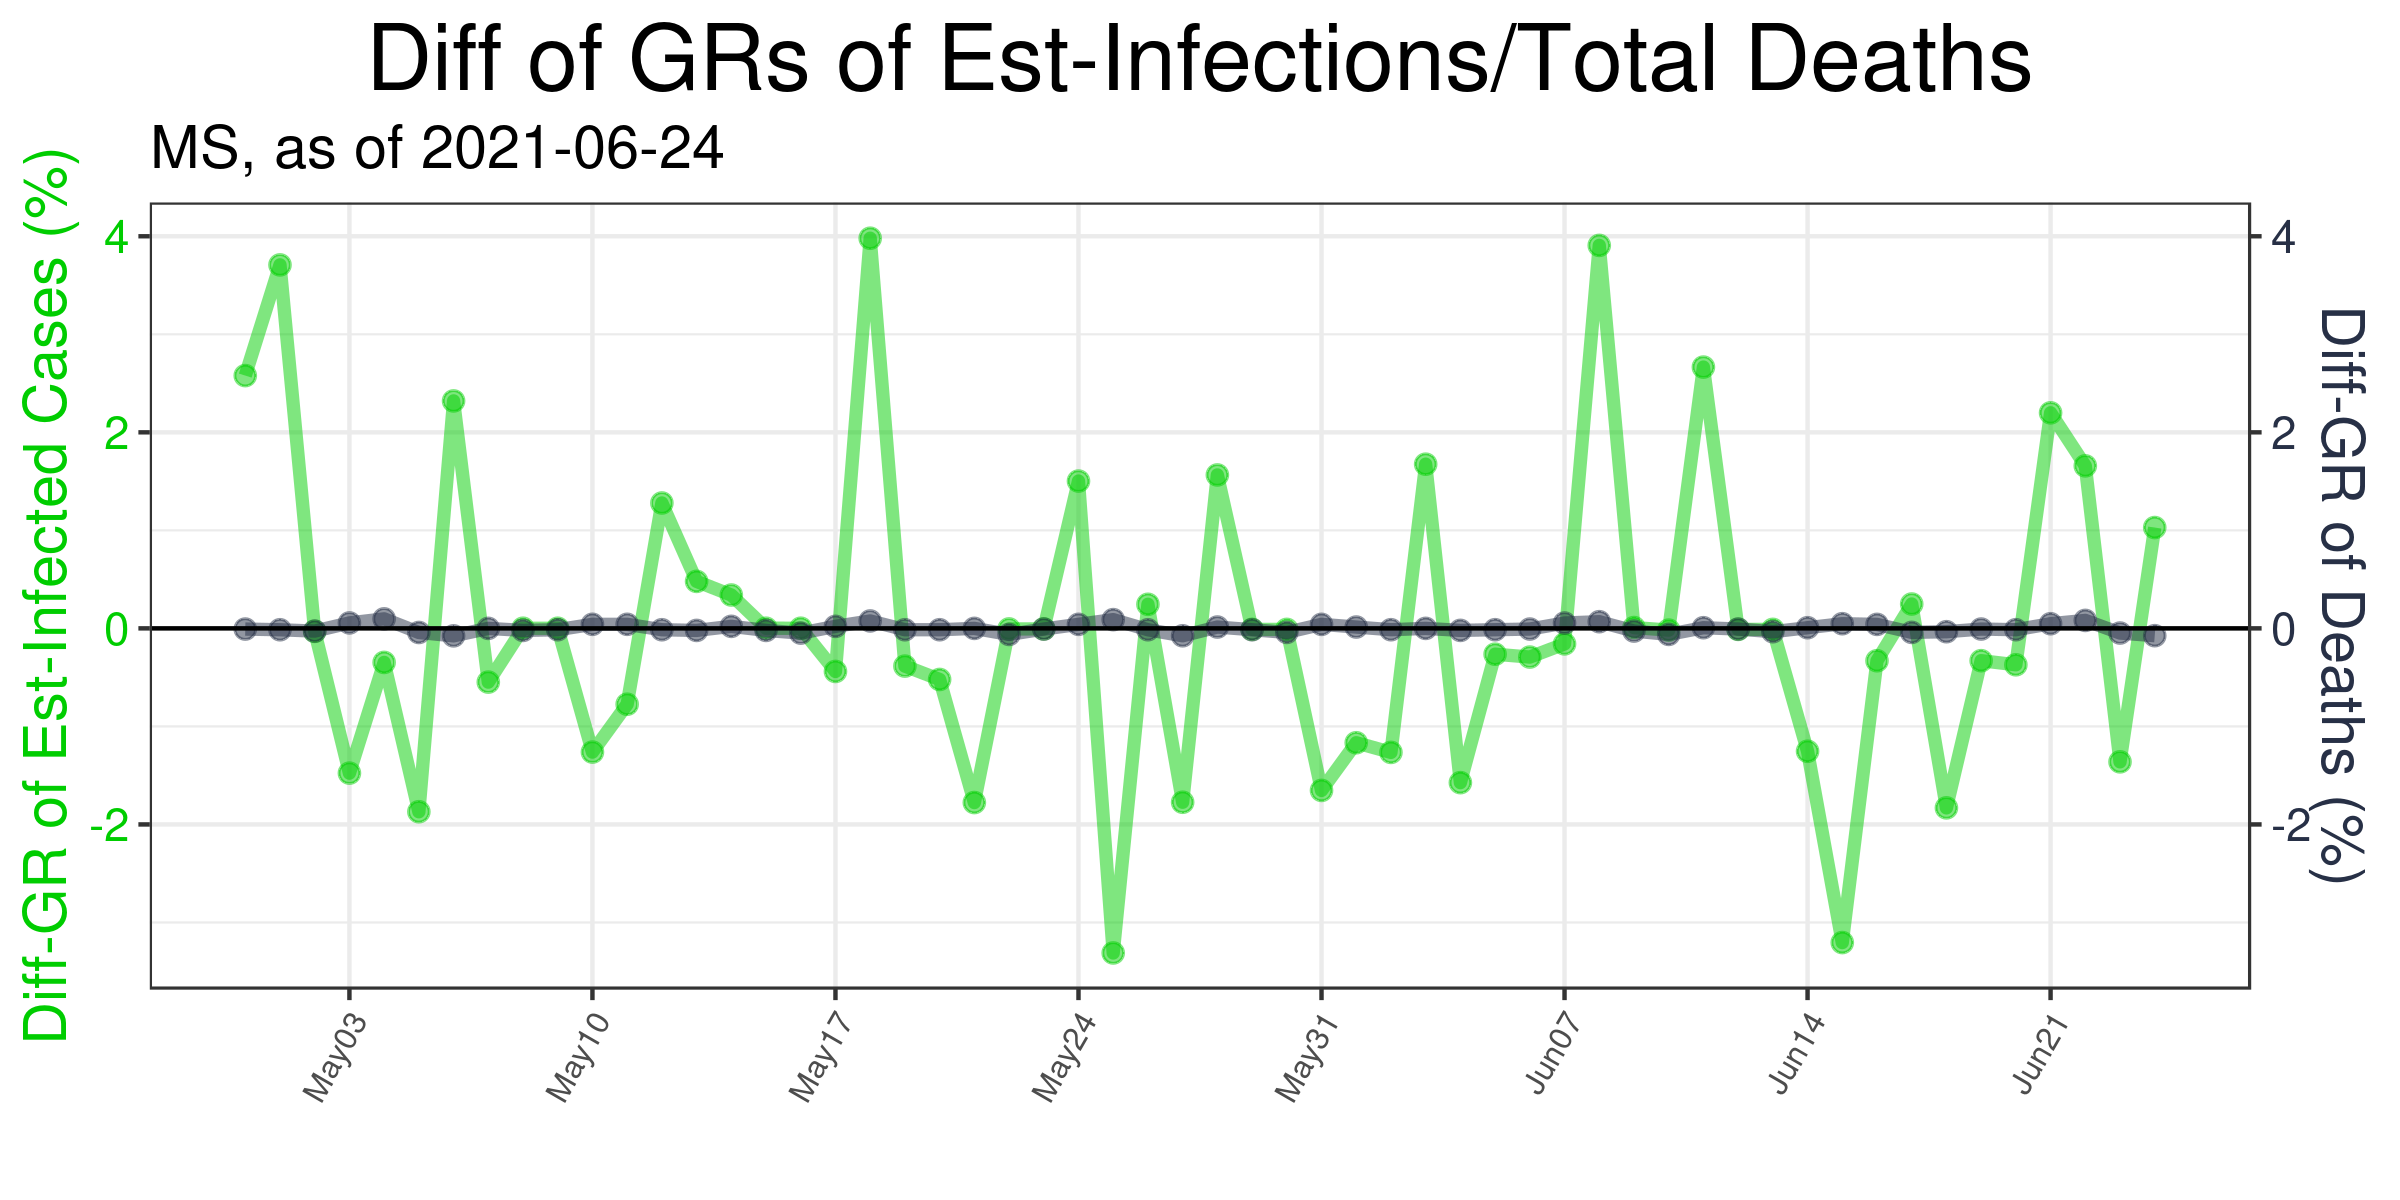 Diff of GRs of Est-Infections/Total Deaths
MS, as of 2021-06-24
Diff-GR of Est-Infected Cases (%)
4
2
0
-2
4
2
0
-2
Diff-GR of Deaths (%)
May03
May10
May17
May24
May31
Jun07
Jun14
Jun21